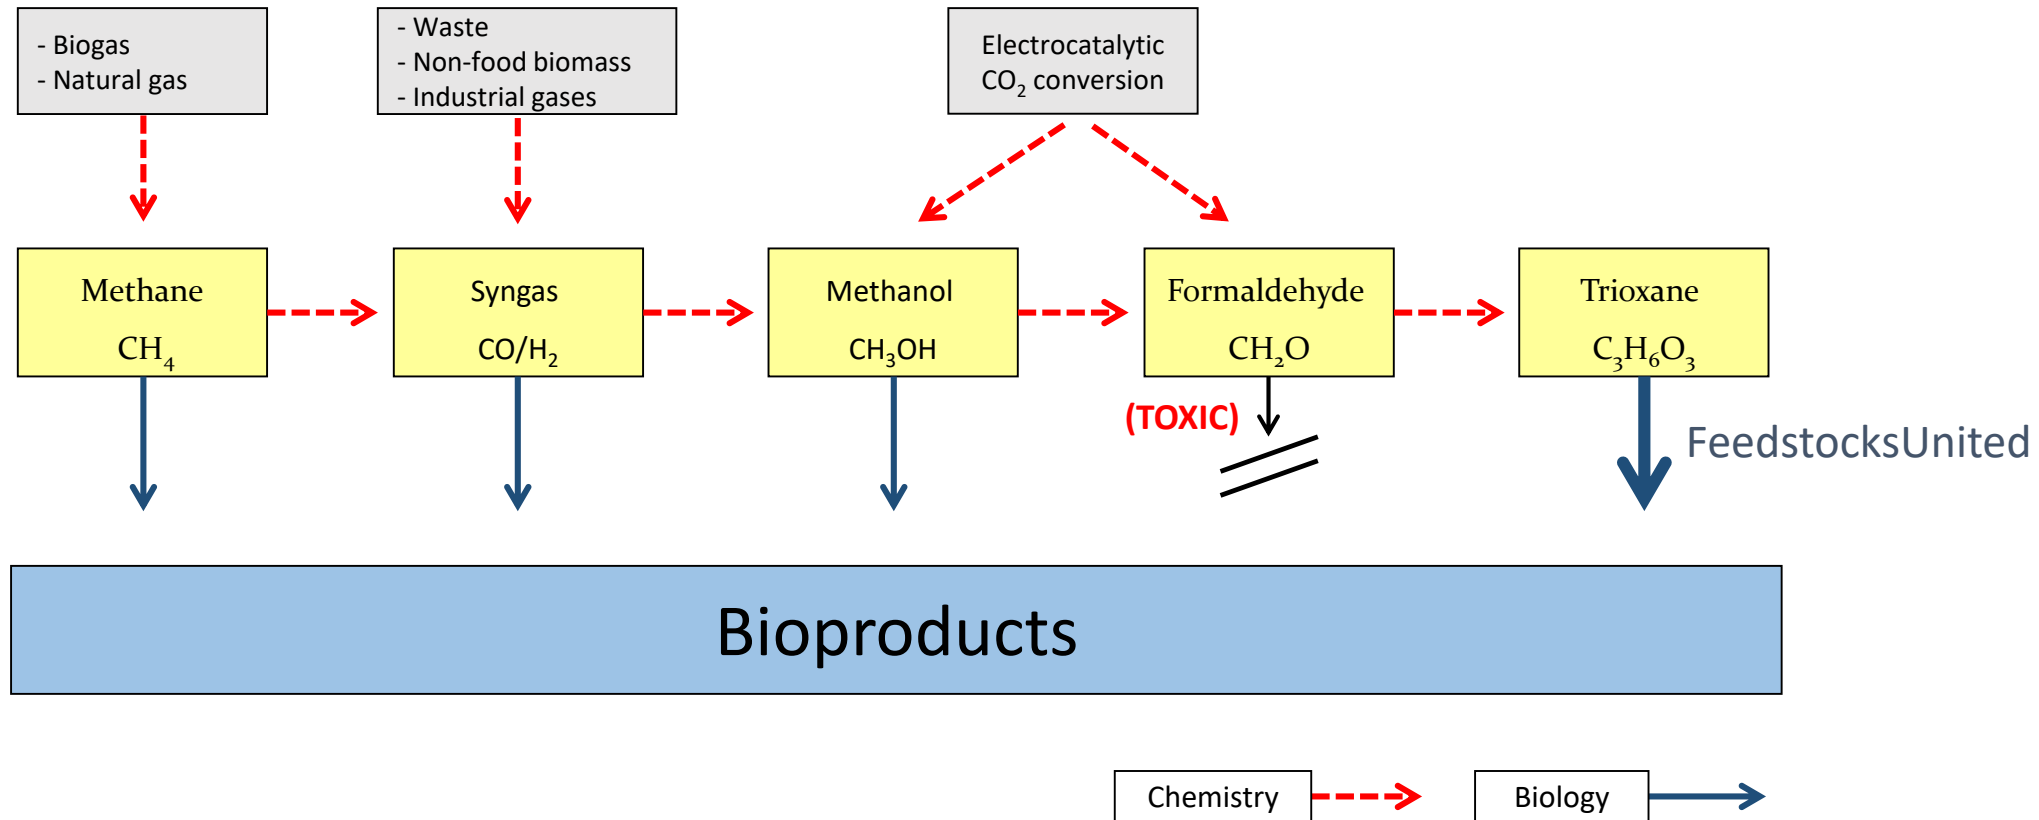 - Biogas
- Natural gas
- Waste
- Non-food biomass
- Industrial gases
Electrocatalytic
CO₂ conversion
Methane
CH₄
Syngas
CO/H₂
Methanol
CH₃OH
Formaldehyde
CH₂O
Trioxane
C₃H₆O₃
(TOXIC)
FeedstocksUnited
Bioproducts
Chemistry
Biology